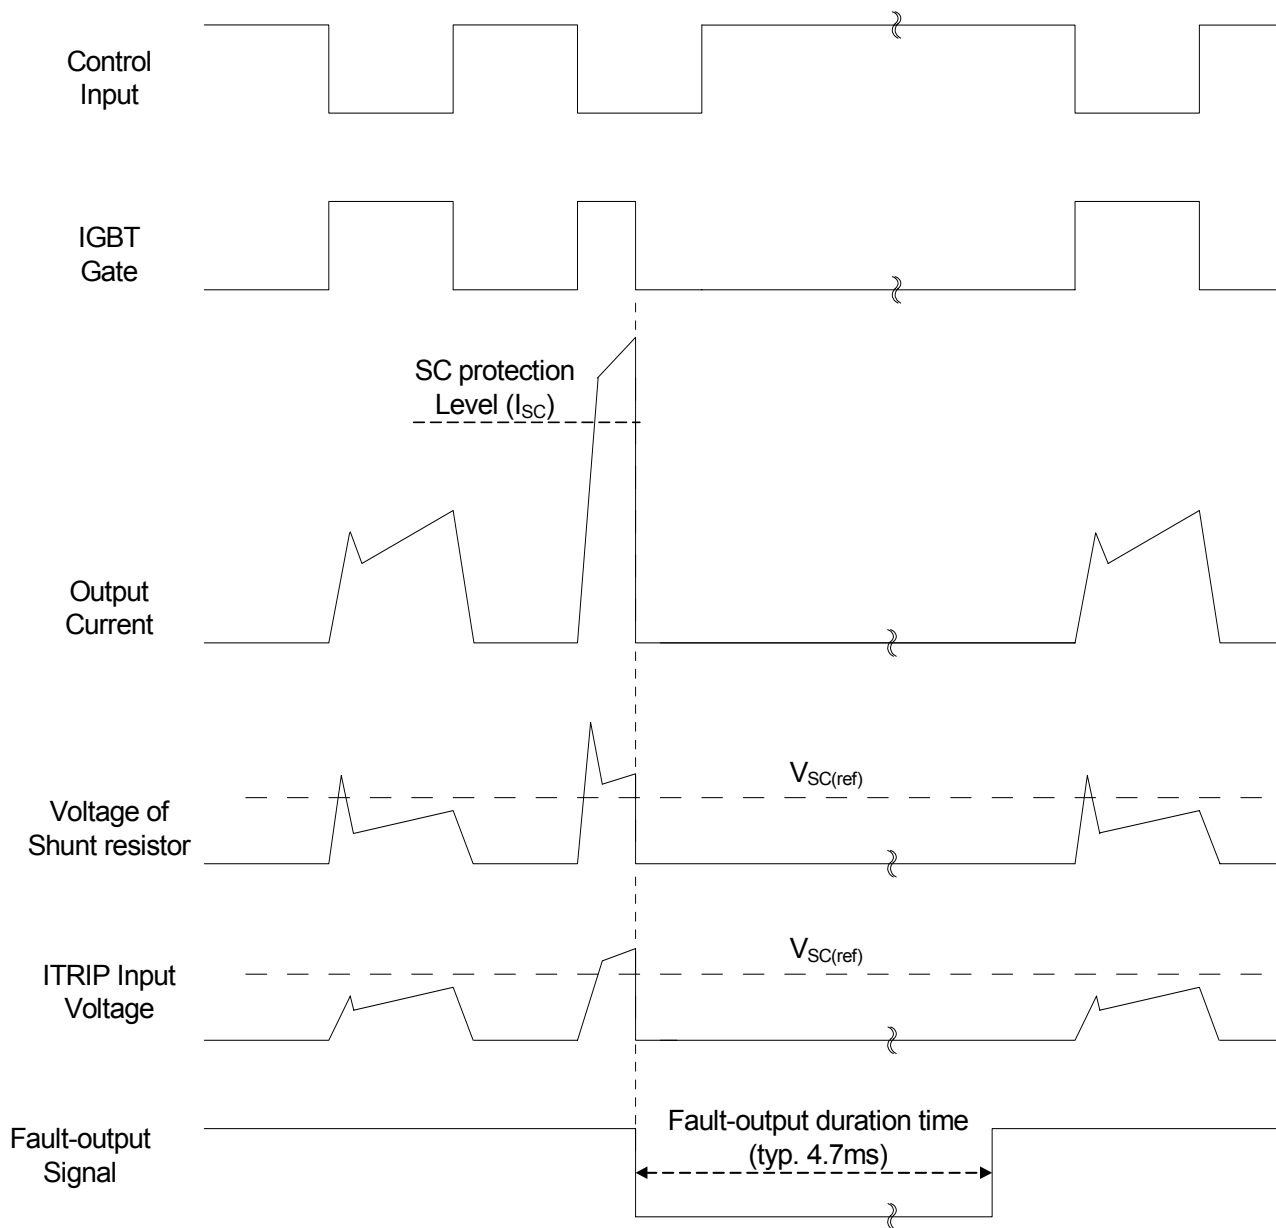 Control
Input
IGBT
Gate
SC protection
Level (I_SC)
Output
Current
V_SC(ref)
Voltage of
Shunt resistor
V_SC(ref)
ITRIP Input
Voltage
Fault-output duration time
(typ. 4.7ms)
Fault-output
Signal